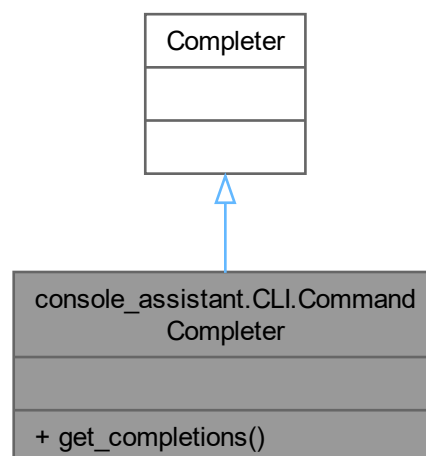 Completer
console_assistant.CLI.Command
Completer
+ get_completions()